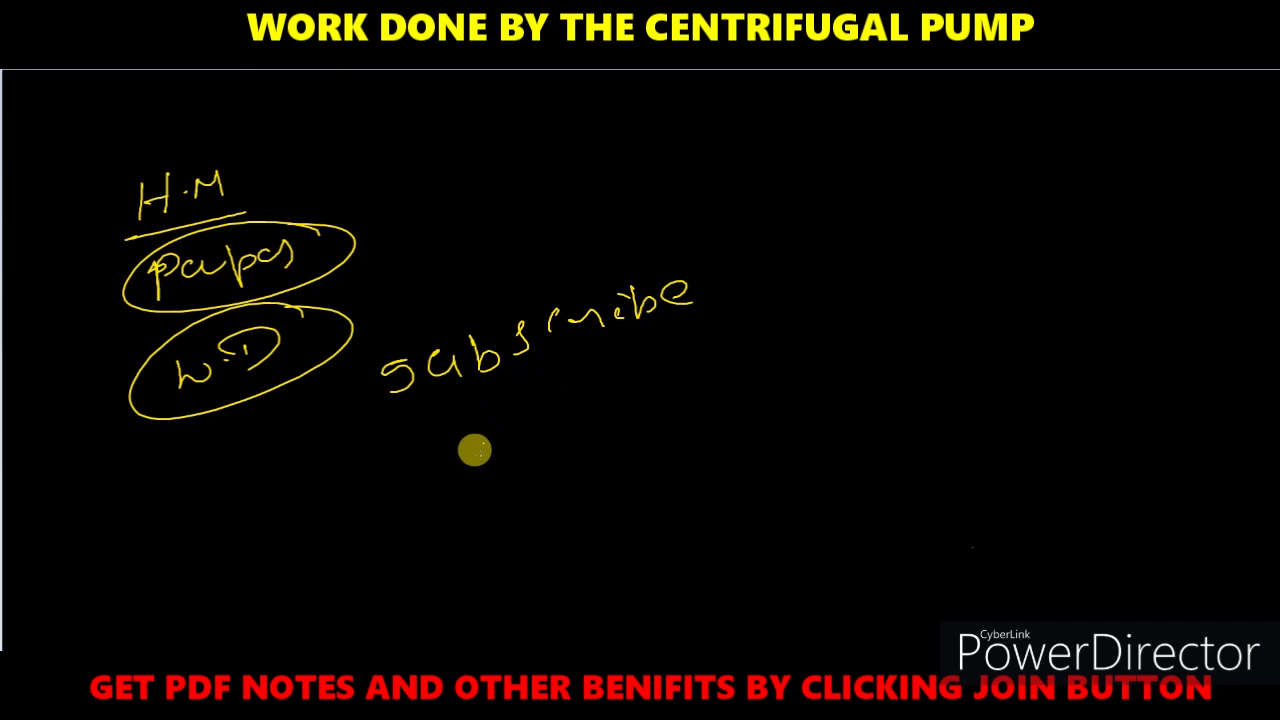 WORK DONE BY THE CENTRIFUGAL PUMP
H.M
W.D
subscribe
CyberLink
PowerDirector
GET PDF NOTES AND OTHER BENIFITS BY CLICKING JOIN BUTTON